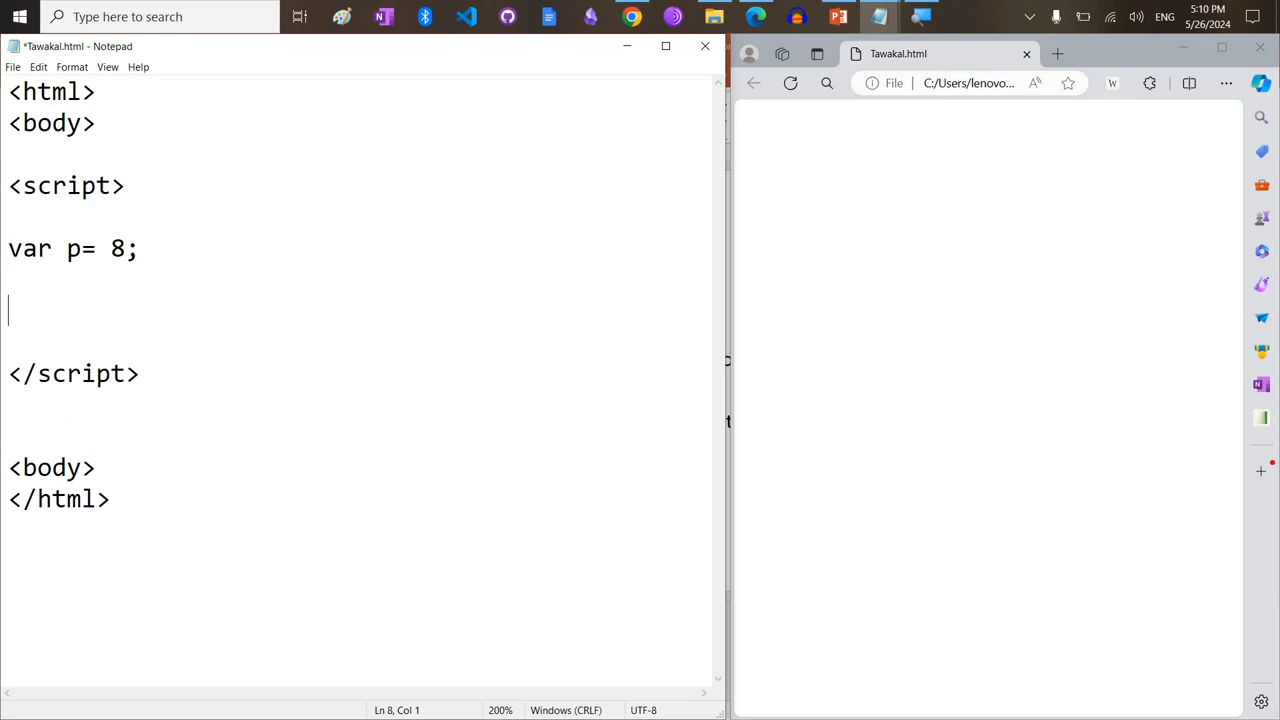 Type here to search
ENG
5:10 PM
5/26/2024
*Tawakal.html - Notepad
File Edit Format View Help
<html>
<body>
<script>
var p= 8;
</script>
<body>
</html>
Ln 8, Col 1
200%
Windows (CRLF)
UTF-8
Tawakal.html
File
C:/Users/lenovo...
W